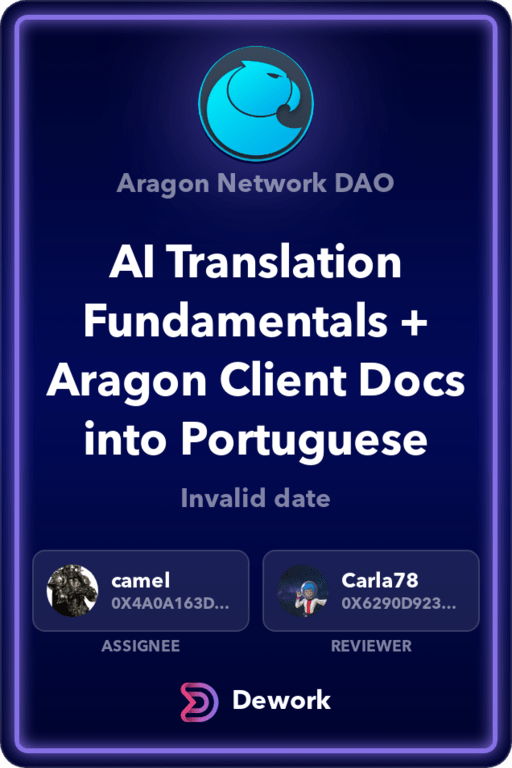 Aragon Network DAO
AI Translation
Fundamentals +
Aragon Client Docs
into Portuguese
Invalid date
camel
0X4A0A163D...
ASSIGNEE
Carla78
0X6290D923...
REVIEWER
Dework